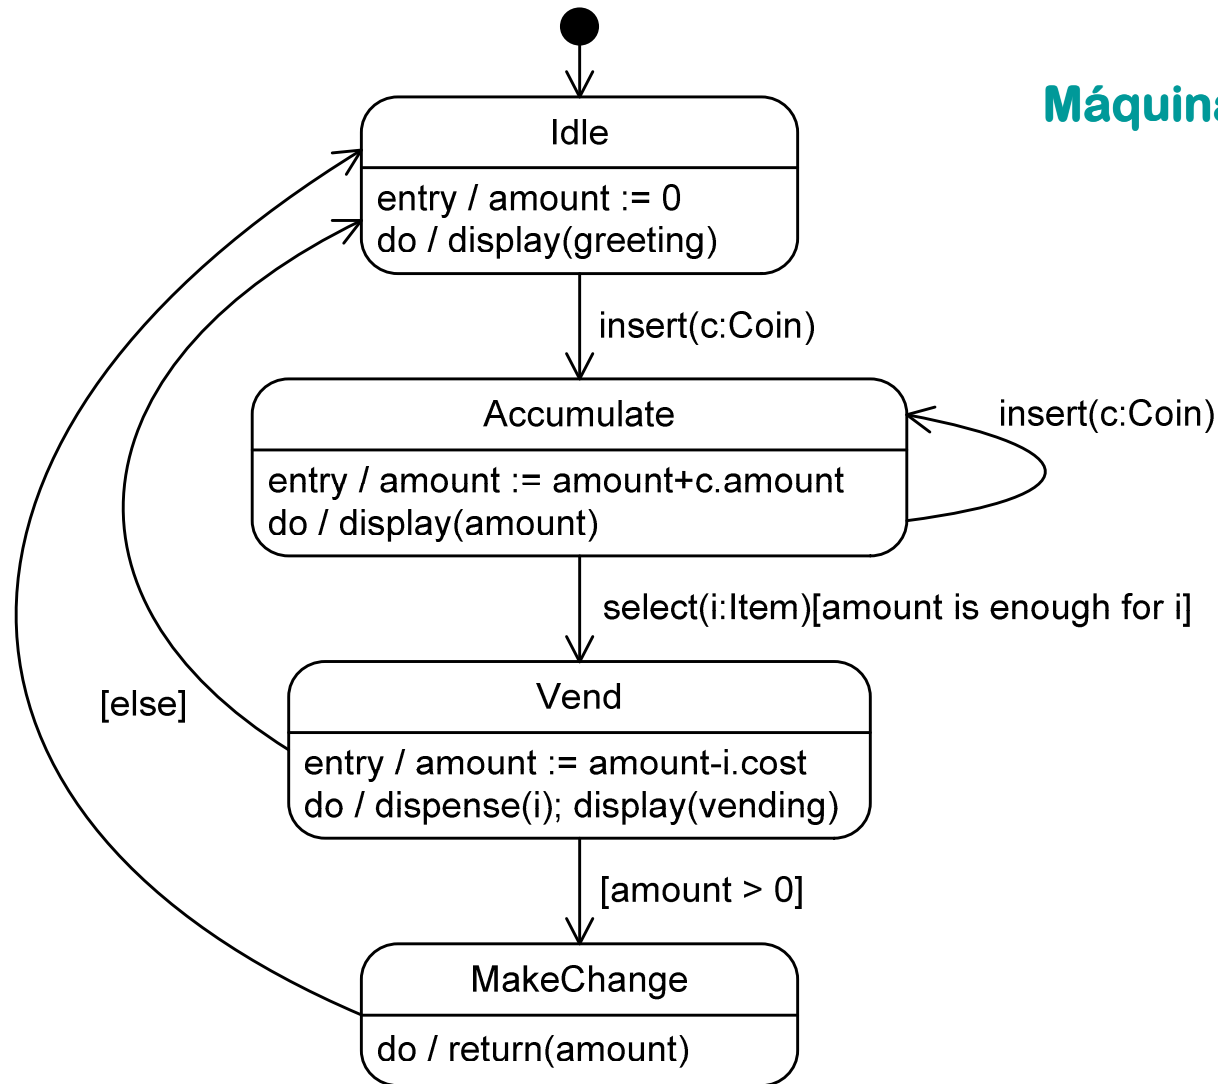 Idle
entry / amount := 0
do / display(greeting)
insert(c:Coin)
Accumulate
entry / amount := amount+c.amount
do / display(amount)
insert(c:Coin)
select(i:Item)[amount is enough for i]
Vend
entry / amount := amount-i.cost
do / dispense(i); display(vending)
[else]
[amount > 0]
MakeChange
do / return(amount)